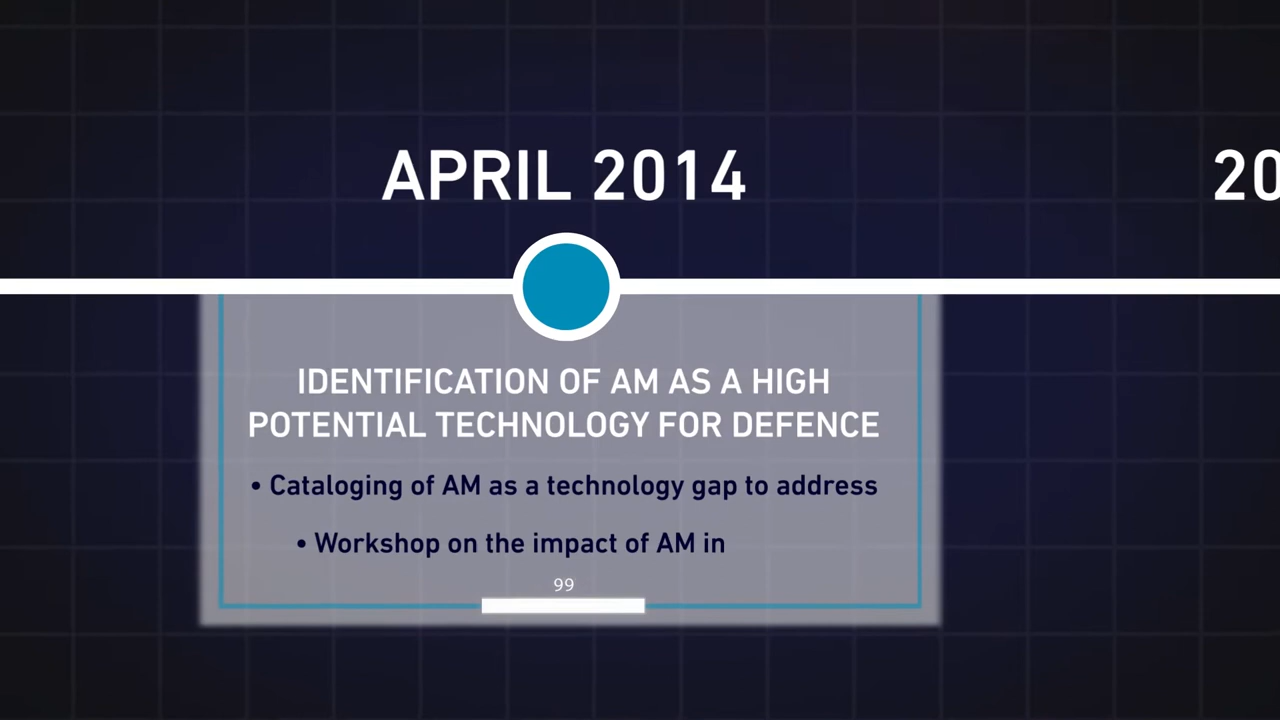 APRIL 2014
20
IDENTIFICATION OF AM AS A HIGH
POTENTIAL TECHNOLOGY FOR DEFENCE
• Cataloging of AM as a technology gap to address
• Workshop on the impact of AM in
99